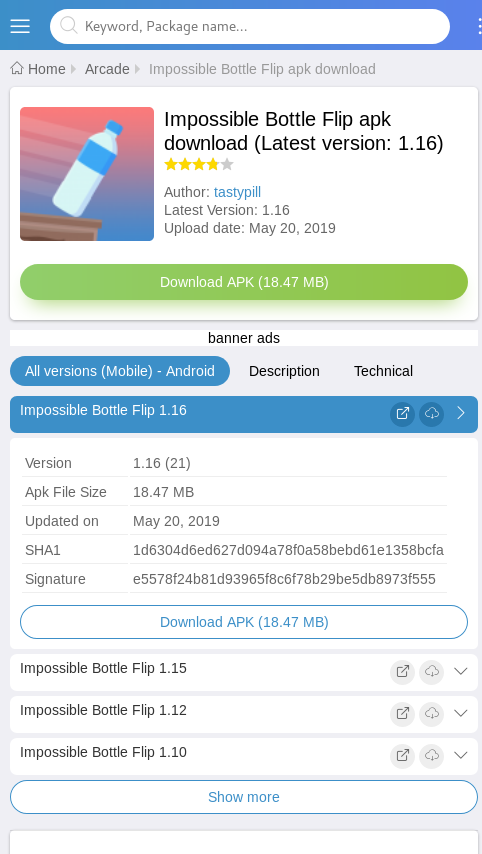 Keyword, Package name...
Home Arcade Impossible Bottle Flip apk download
Impossible Bottle Flip apk
download (Latest version: 1.16)
Author: tastypill
Latest Version: 1.16
Upload date: May 20, 2019
Download APK (18.47 MB)
banner ads
All versions (Mobile) - Android Description Technical
Impossible Bottle Flip 1.16
Version 1.16 (21)
Apk File Size 18.47 MB
Updated on May 20, 2019
SHA1 1d6304d6ed627d094a78f0a58bebd61e1358bcfa
Signature e5578f24b81d93965f8c6f78b29be5db8973f555
Download APK (18.47 MB)
Impossible Bottle Flip 1.15
Impossible Bottle Flip 1.12
Impossible Bottle Flip 1.10
Show more